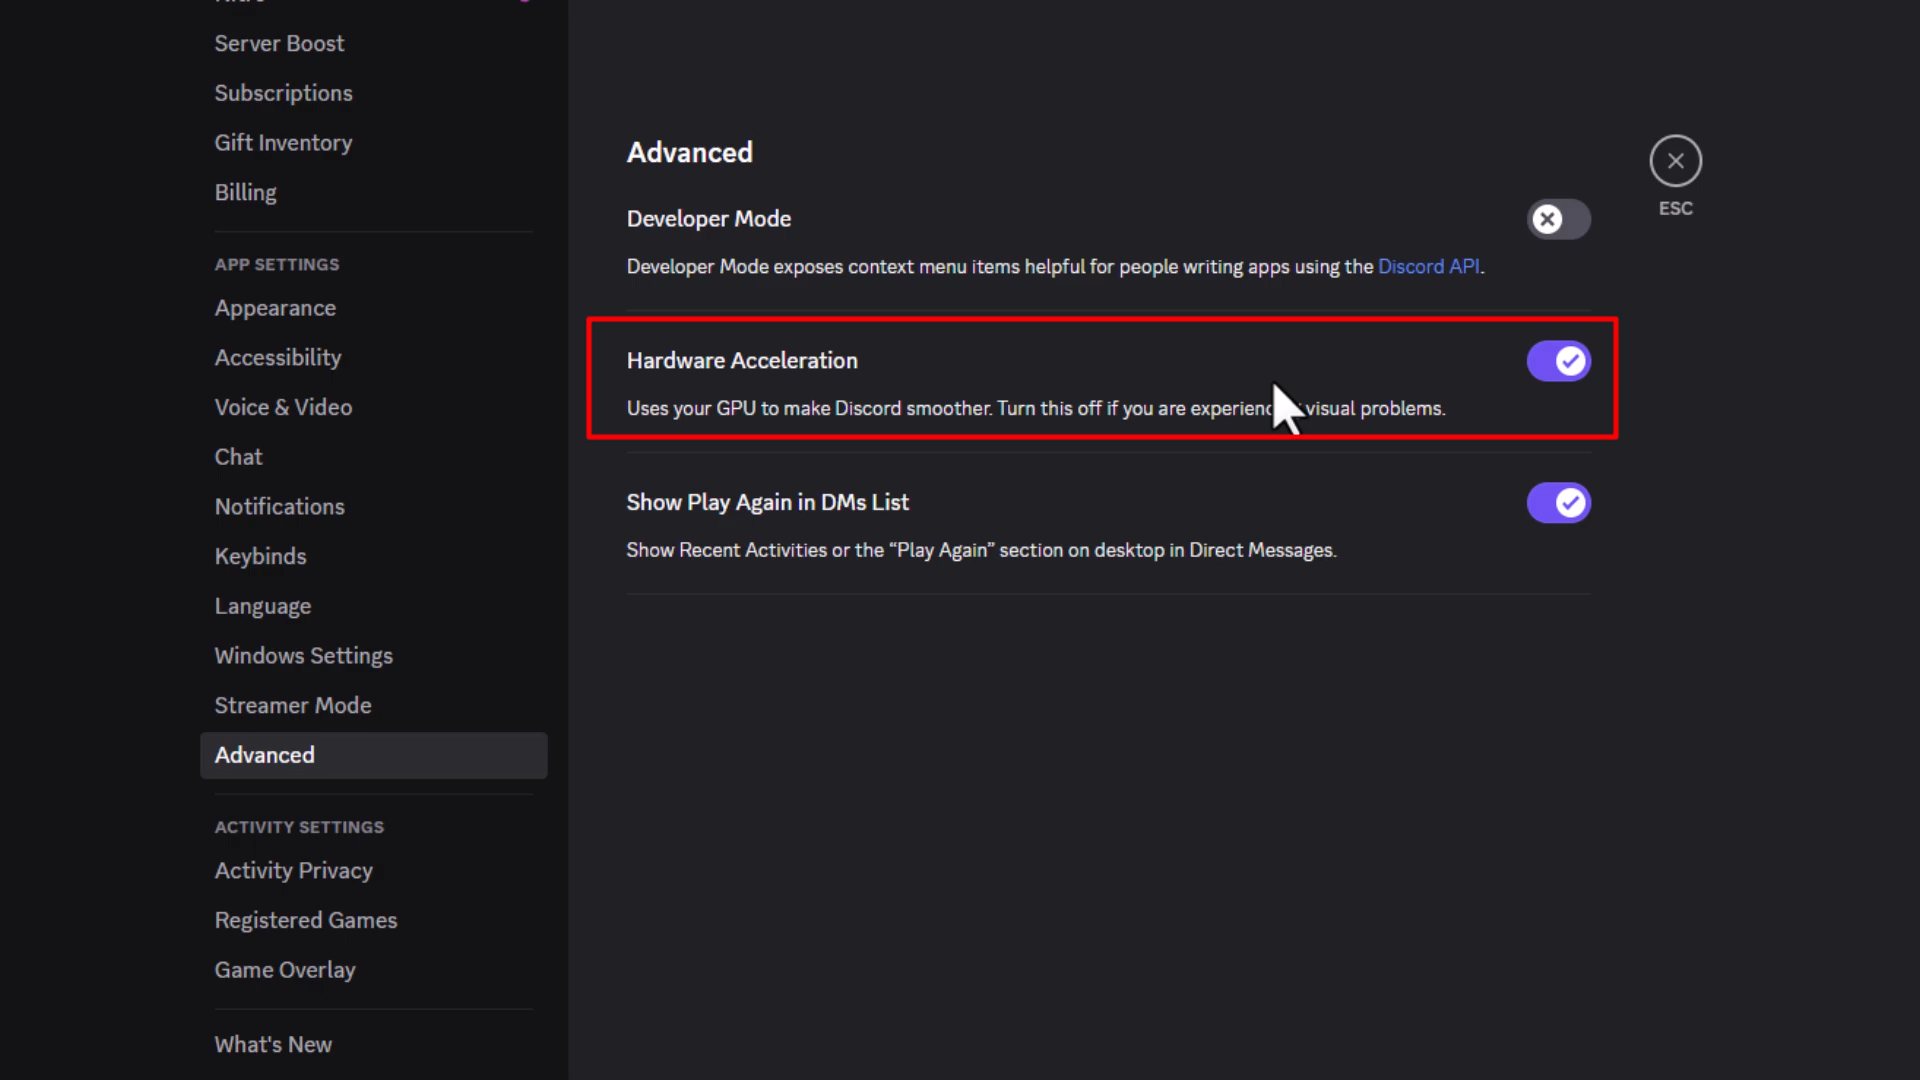 Server Boost
Subscriptions
Gift Inventory
Billing
APP SETTINGS
Appearance
Accessibility
Voice & Video
Chat
Notifications
Keybinds
Language
Windows Settings
Streamer Mode
Advanced
ACTIVITY SETTINGS
Activity Privacy
Registered Games
Game Overlay
What's New
Advanced
Developer Mode
Developer Mode exposes context menu items helpful for people writing apps using the Discord API.
Hardware Acceleration
Uses your GPU to make Discord smoother. Turn this off if you are visual problems.
Show Play Again in DMs List
Show Recent Activities or the “Play Again” section on desktop in Direct Messages.
ESC